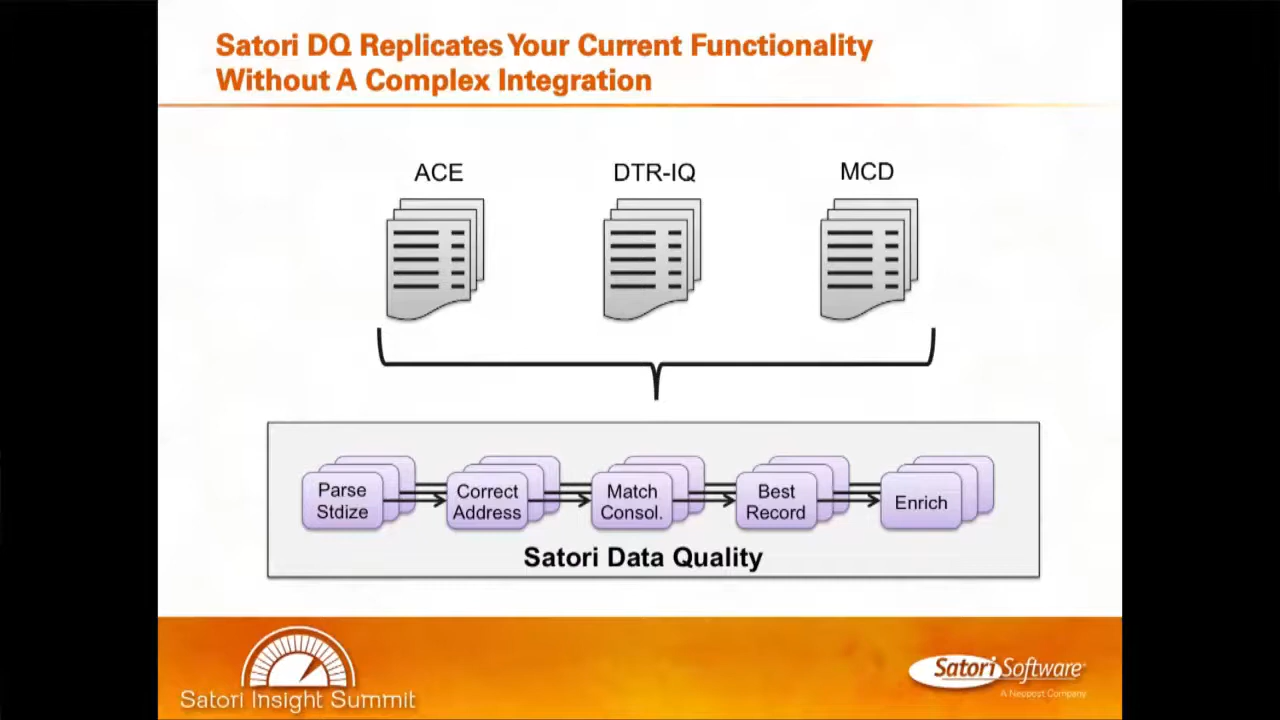 Satori DQ Replicates Your Current Functionality
Without A Complex Integration
ACE
DTR-IQ
MCD
Parse
Stdize
Correct
Address
Match
Consol.
Best
Record
Enrich
Satori Data Quality
Satori Insight Summit
Satori Software
A Neopost Company